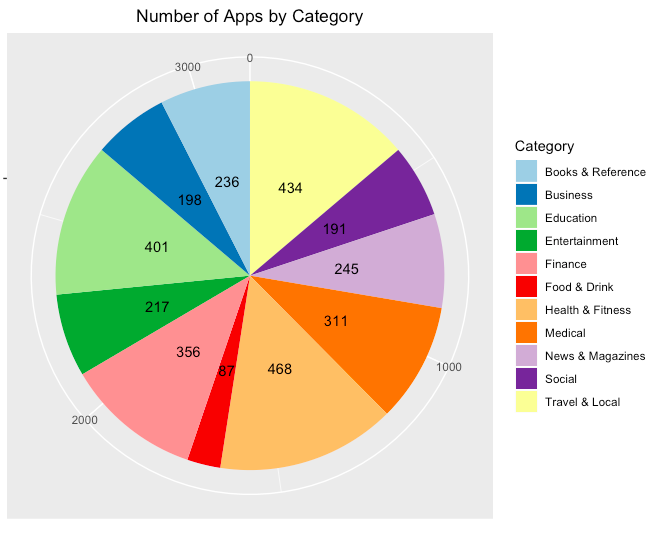 Number of Apps by Category
0
3000
1000
2000
236
434
198
191
401
245
217
311
356
87
468
Category
Books & Reference
Business
Education
Entertainment
Finance
Food & Drink
Health & Fitness
Medical
News & Magazines
Social
Travel & Local